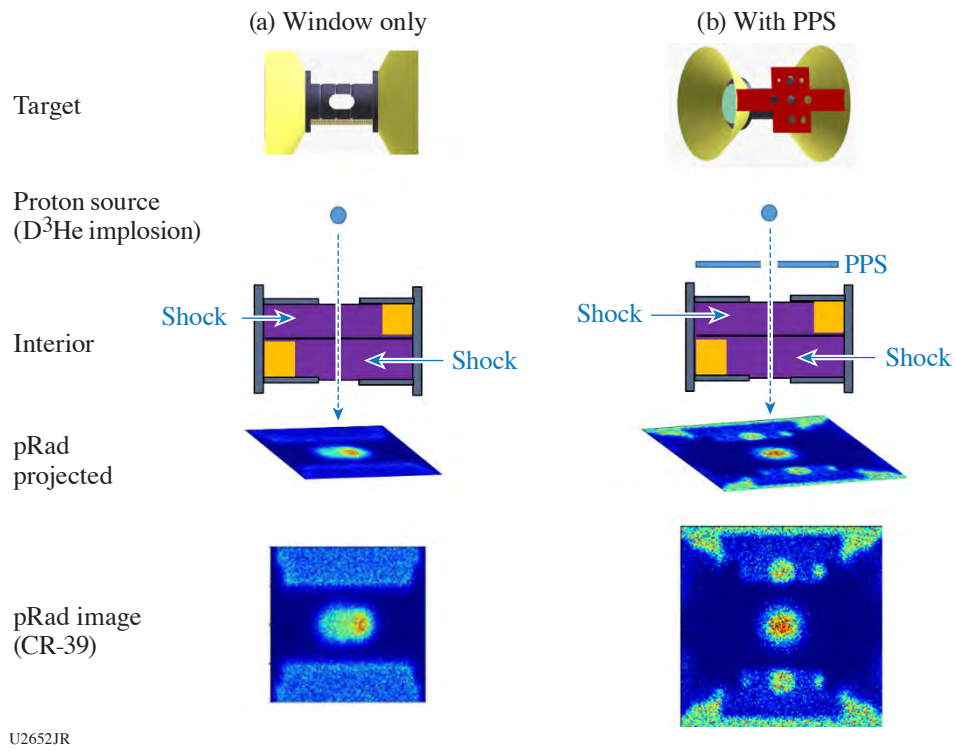 (a) Window only
(b) With PPS
Target
Proton source
(D³He implosion)
PPS
Shock
Shock
Interior
Shock
Shock
pRad
projected
pRad image
(CR-39)
U2652JR